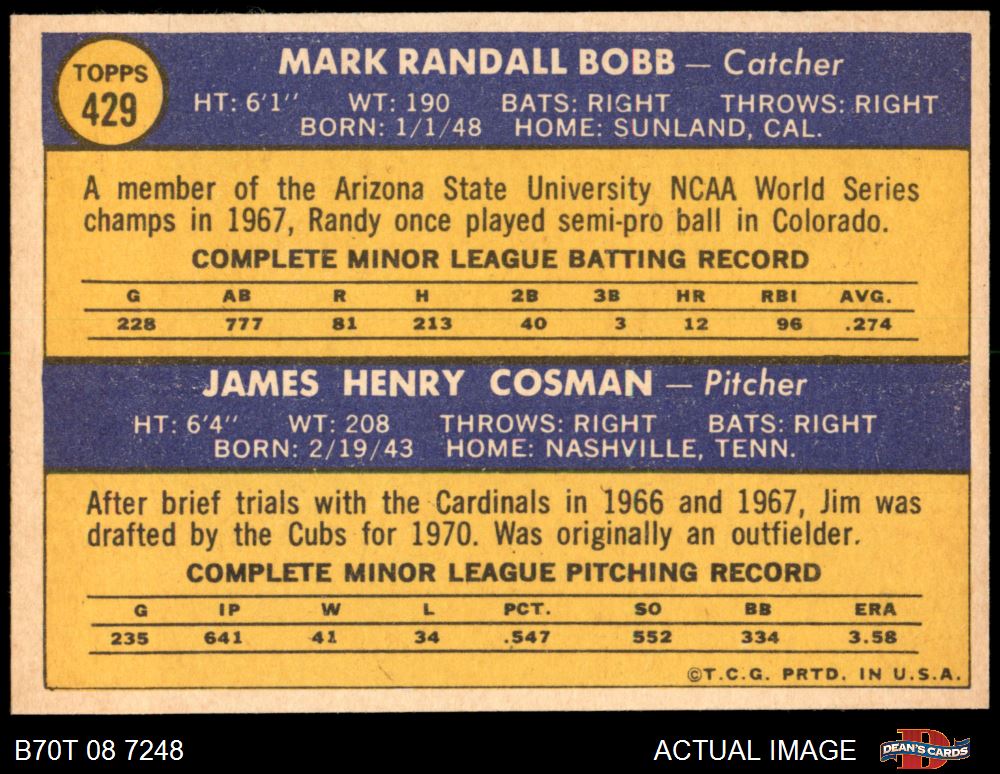 TOPPS
429
MARK RANDALL BOBB — Catcher
HT: 6'1" WT: 190 BATS: RIGHT THROWS: RIGHT
BORN: 1/1/48 HOME: SUNLAND, CAL.
A member of the Arizona State University NCAA World Series
champs in 1967, Randy once played semi-pro ball in Colorado.
COMPLETE MINOR LEAGUE BATTING RECORD
G AB R H 2B 3B HR RBI AVG.
228 777 81 213 40 3 12 96 .274
JAMES HENRY COSMAN — Pitcher
HT: 6'4" WT: 208 THROWS: RIGHT BATS: RIGHT
BORN: 2/19/43 HOME: NASHVILLE, TENN.
After brief trials with the Cardinals in 1966 and 1967, Jim was
drafted by the Cubs for 1970. Was originally an outfielder.
COMPLETE MINOR LEAGUE PITCHING RECORD
G IP W L PCT. SO BB ERA
235 641 41 34 .547 552 334 3.58
©T.C.G. PRTD. IN U.S.A.
B70T 08 7248 ACTUAL IMAGE DEAN'S CARDS